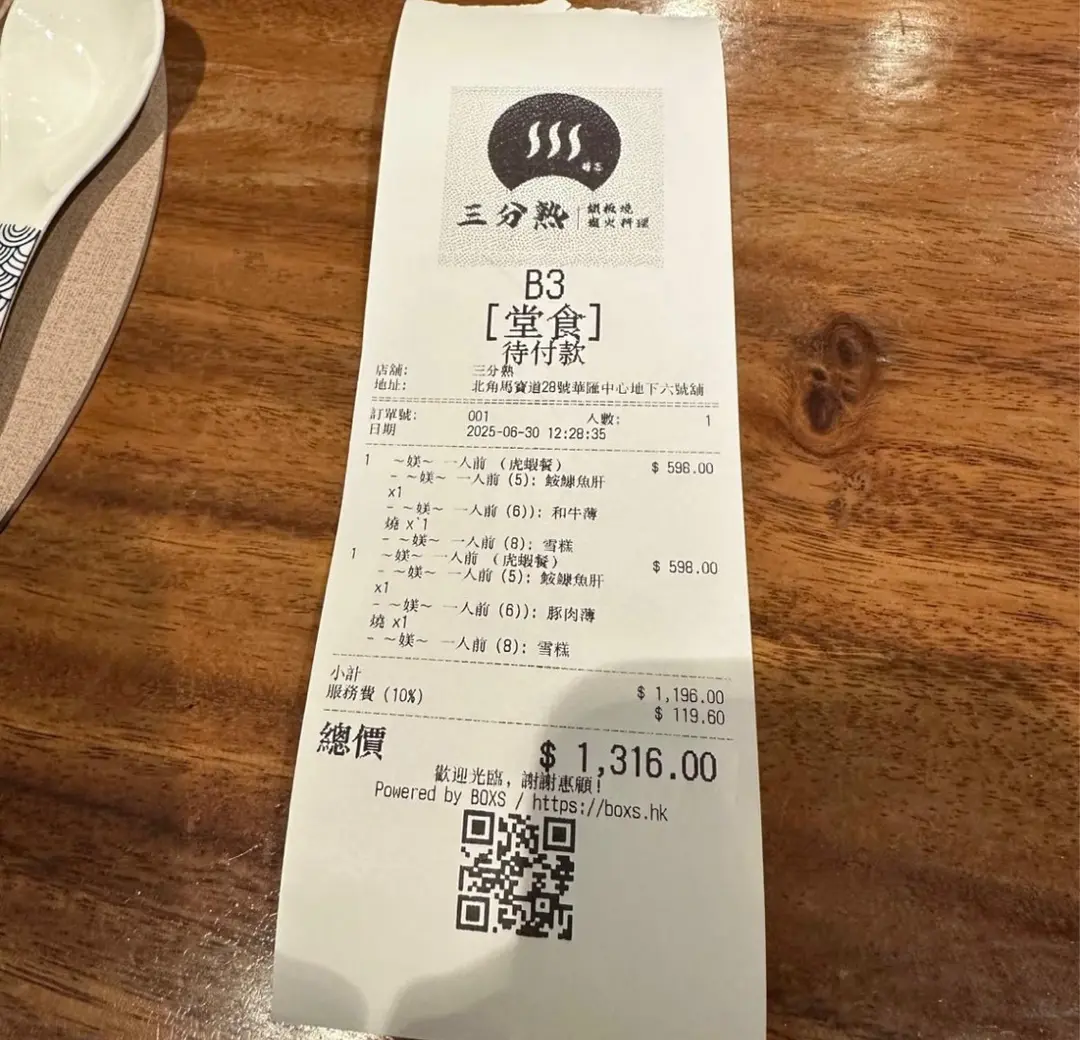 三分熟
鐵板燒
爐火料理
B3
[堂食]
待付款
店舖: 三分熟
地址: 北角馬寶道28號華匯中心地下六號舖
訂單號: 001 人數: 1
日期 2025-06-30 12:28:35
1 ~媄~ 一人前 (虎蝦餐) $ 598.00
- ~媄~ 一人前 (5): 鮟鱇魚肝
x1
- ~媄~ 一人前 (6)): 和牛薄
燒 x1
- ~媄~ 一人前 (8): 雪糕
1 ~媄~ 一人前 (虎蝦餐) $ 598.00
- ~媄~ 一人前 (5): 鮟鱇魚肝
x1
- ~媄~ 一人前 (6)): 豚肉薄
燒 x1
- ~媄~ 一人前 (8): 雪糕
小計 $ 1,196.00
服務費 (10%) $ 119.60
總價 $ 1,316.00
歡迎光臨, 謝謝惠顧!
Powered by BOXS / https://boxs.hk